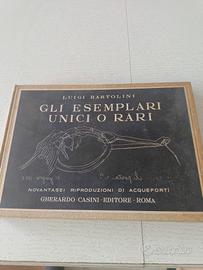 LUIGI BARTOLINI
GLI ESEMPLARI
UNICI O RARI
NOVANTASEI RIPRODUZIONI DI ACQUEFORTI
GHERARDO CASINI · EDITORE · ROMA